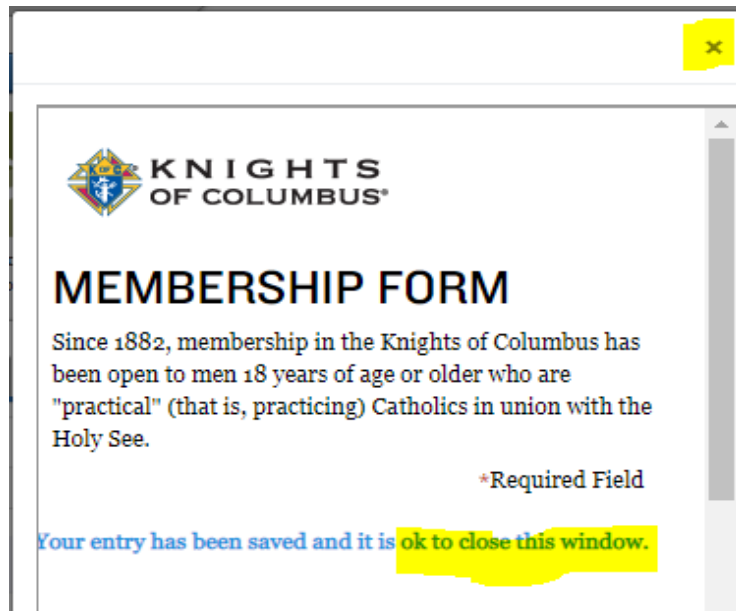 ×
KNIGHTS
OF COLUMBUS®
MEMBERSHIP FORM
Since 1882, membership in the Knights of Columbus has
been open to men 18 years of age or older who are
"practical" (that is, practicing) Catholics in union with the
Holy See.
*Required Field
Your entry has been saved and it is ok to close this window.